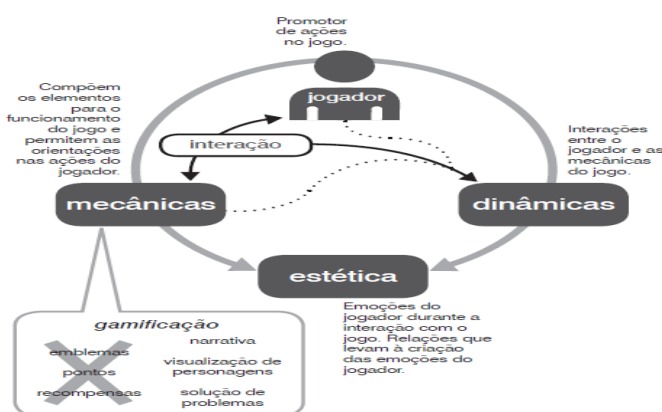 Promotor
de ações
no jogo.
jogador
Compõem
os elementos
para o
funcionamento
do jogo e
permitem as
orientações
nas ações do
jogador.
interação
Interações
entre o
jogador e as
mecânicas
do jogo.
mecânicas
dinâmicas
estética
Emoções do
jogador durante a
interação com o
jogo. Relações que
levam à criação
das emoções do
jogador.
gamificação
emblemas
pontos
recompensas
narrativa
visualização de
personagens
solução de
problemas